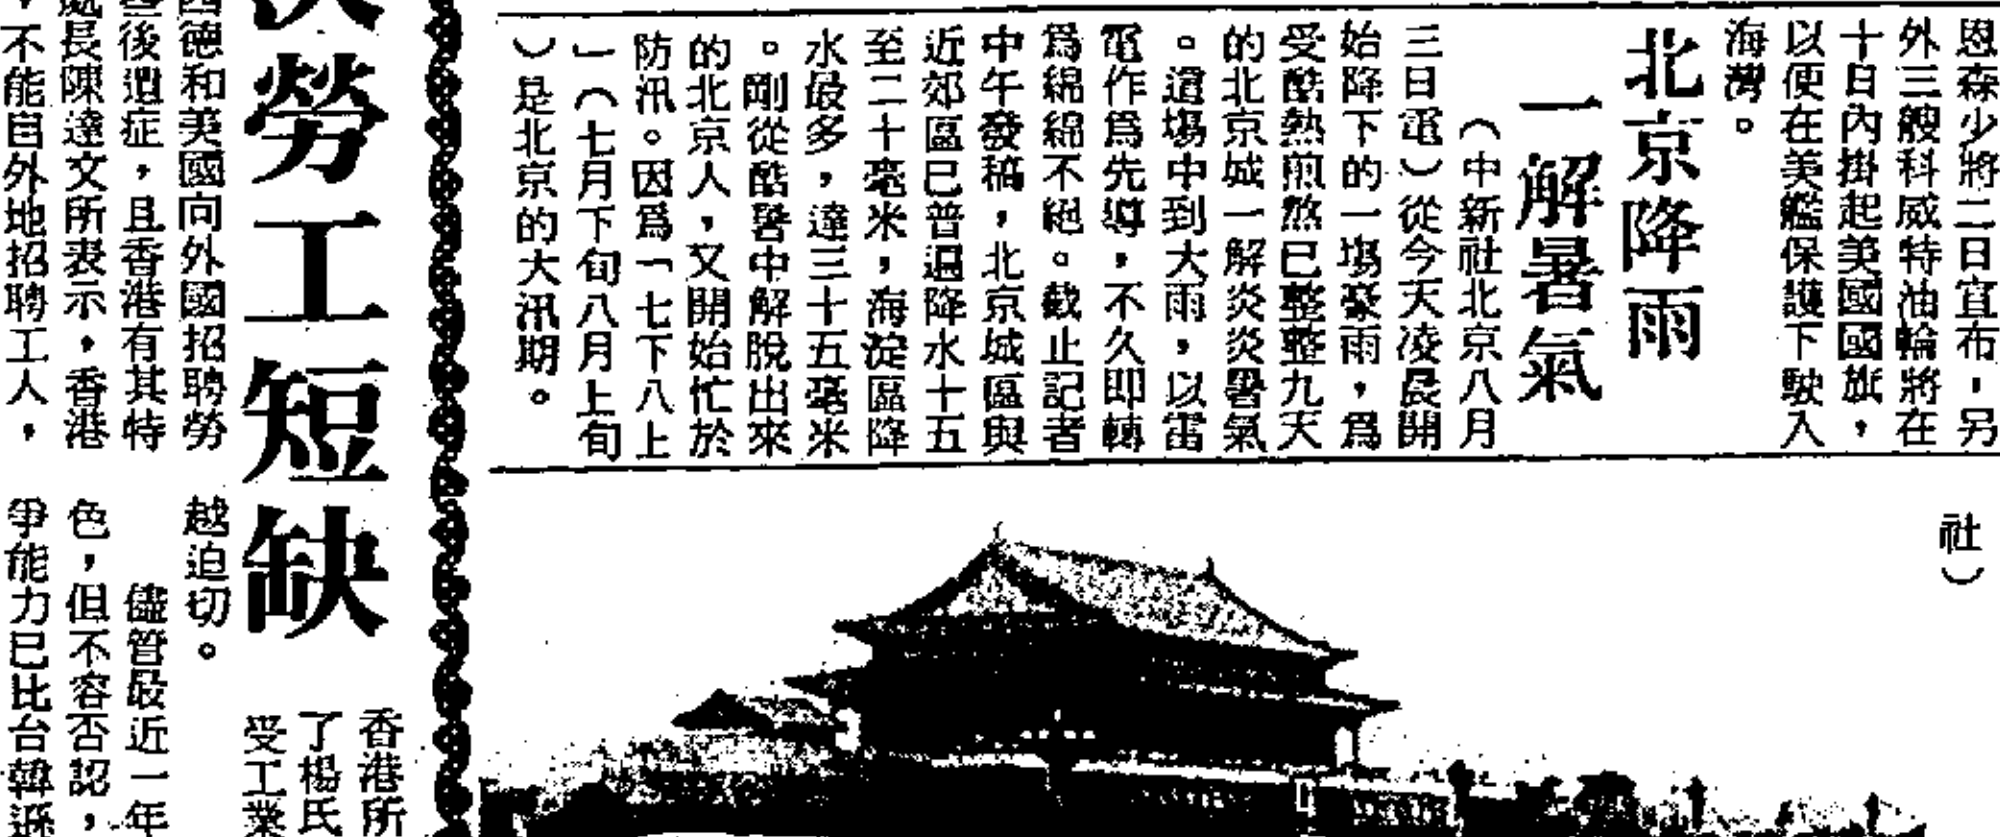 恩森少將二日宣布，另
外三艘科威特油輪將在
十日內掛起美國國旗，
以便在美艦保護下駛入
海灣。
北京降雨
一解暑氣
（中新社北京八月
三日電）從今天凌晨開
始降下的一場豪雨，爲
受酷熱煎熬已整整九天
的北京城一解炎炎暑氣
。這場中到大雨，以雷
電作爲先導，不久即轉
爲綿綿不絕。截止記者
中午發稿，北京城區與
近郊區已普遍降水十五
至二十毫米，海淀區降
水最多，達三十五毫米
。剛從酷暑中解脫出來
的北京人，又開始忙於
防汛。因爲「七下八上
」（七月下旬八月上旬
）是北京的大汛期。
社）
勞工短缺
西德和美國向外國招聘勞
後遺症，且香港有其特
處長陳達文所表示，香港
，不能自外地招聘工人，
越迫切。
儘管最近一年
色，但不容否認，
爭能力已比台韓遜
香港所
了楊氏
受工業